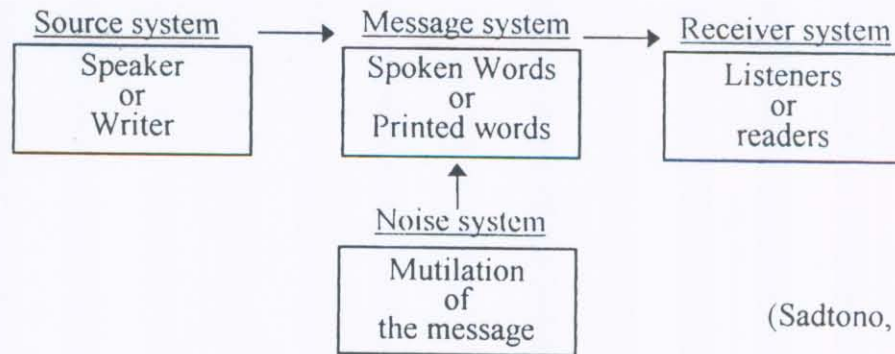 Source system
Message system
Receiver system
Speaker
or
Writer
Spoken Words
or
Printed words
Listeners
or
readers
Noise system
Mutilation
of
the message
(Sadtono,